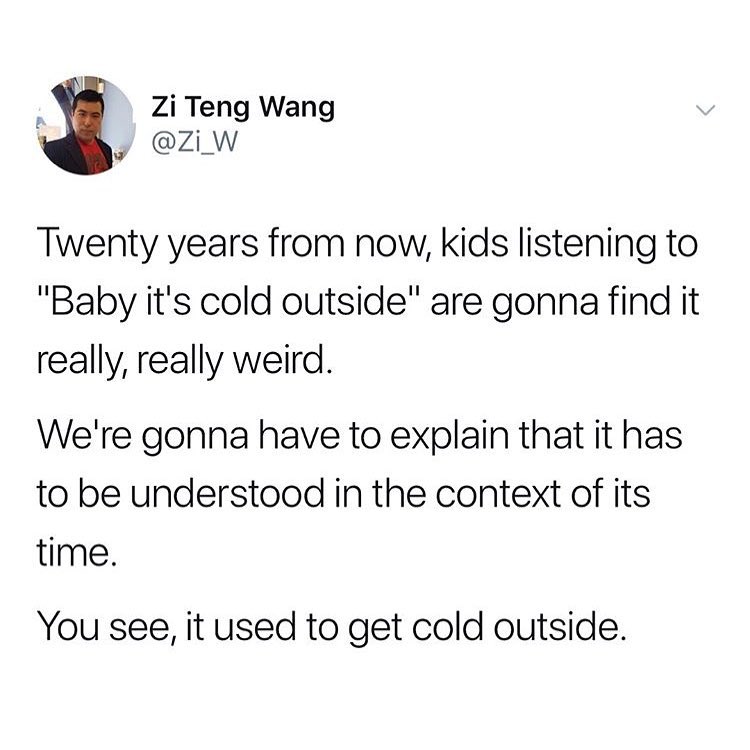 Zi Teng Wang
@Zi_W
Twenty years from now, kids listening to
"Baby it's cold outside" are gonna find it
really, really weird.
We're gonna have to explain that it has
to be understood in the context of its
time.
You see, it used to get cold outside.